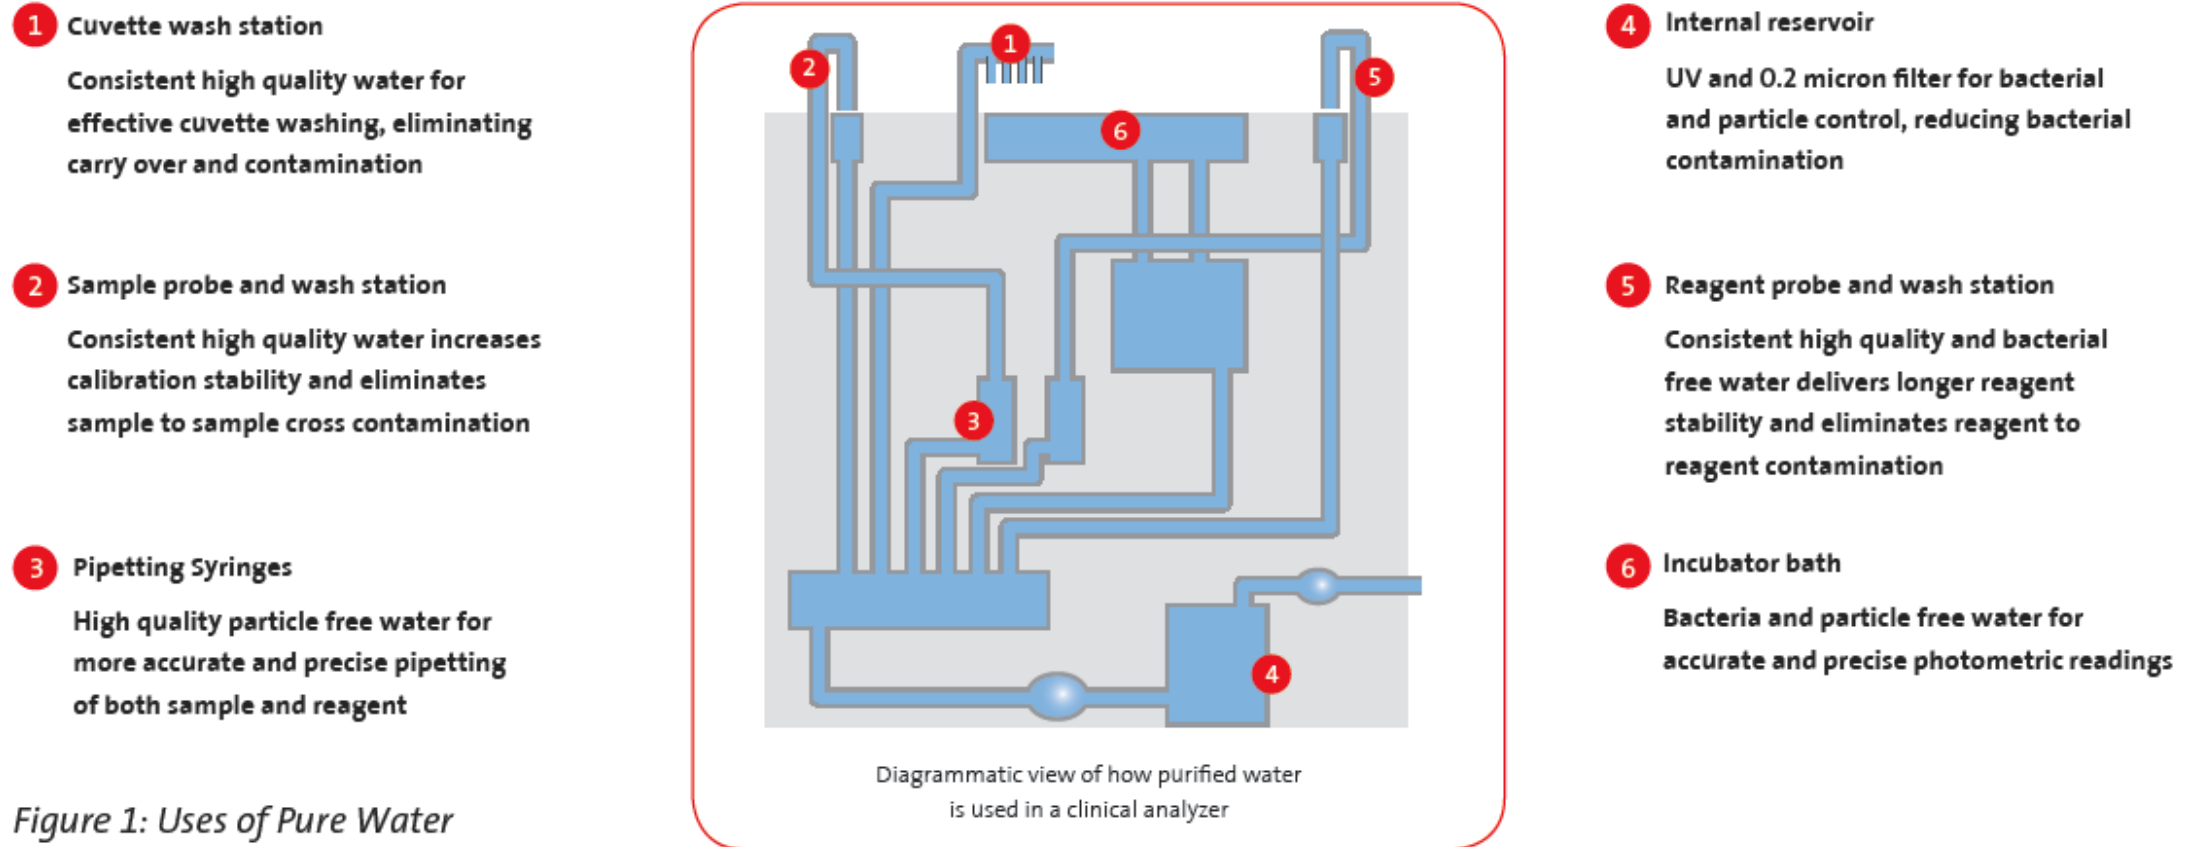 1 Cuvette wash station
Consistent high quality water for
effective cuvette washing, eliminating
carry over and contamination
2 Sample probe and wash station
Consistent high quality water increases
calibration stability and eliminates
sample to sample cross contamination
3 Pipetting Syringes
High quality particle free water for
more accurate and precise pipetting
of both sample and reagent
Figure 1: Uses of Pure Water
1
2
5
6
3
4
Diagrammatic view of how purified water
is used in a clinical analyzer
4 Internal reservoir
UV and 0.2 micron filter for bacterial
and particle control, reducing bacterial
contamination
5 Reagent probe and wash station
Consistent high quality and bacterial
free water delivers longer reagent
stability and eliminates reagent to
reagent contamination
6 Incubator bath
Bacteria and particle free water for
accurate and precise photometric readings